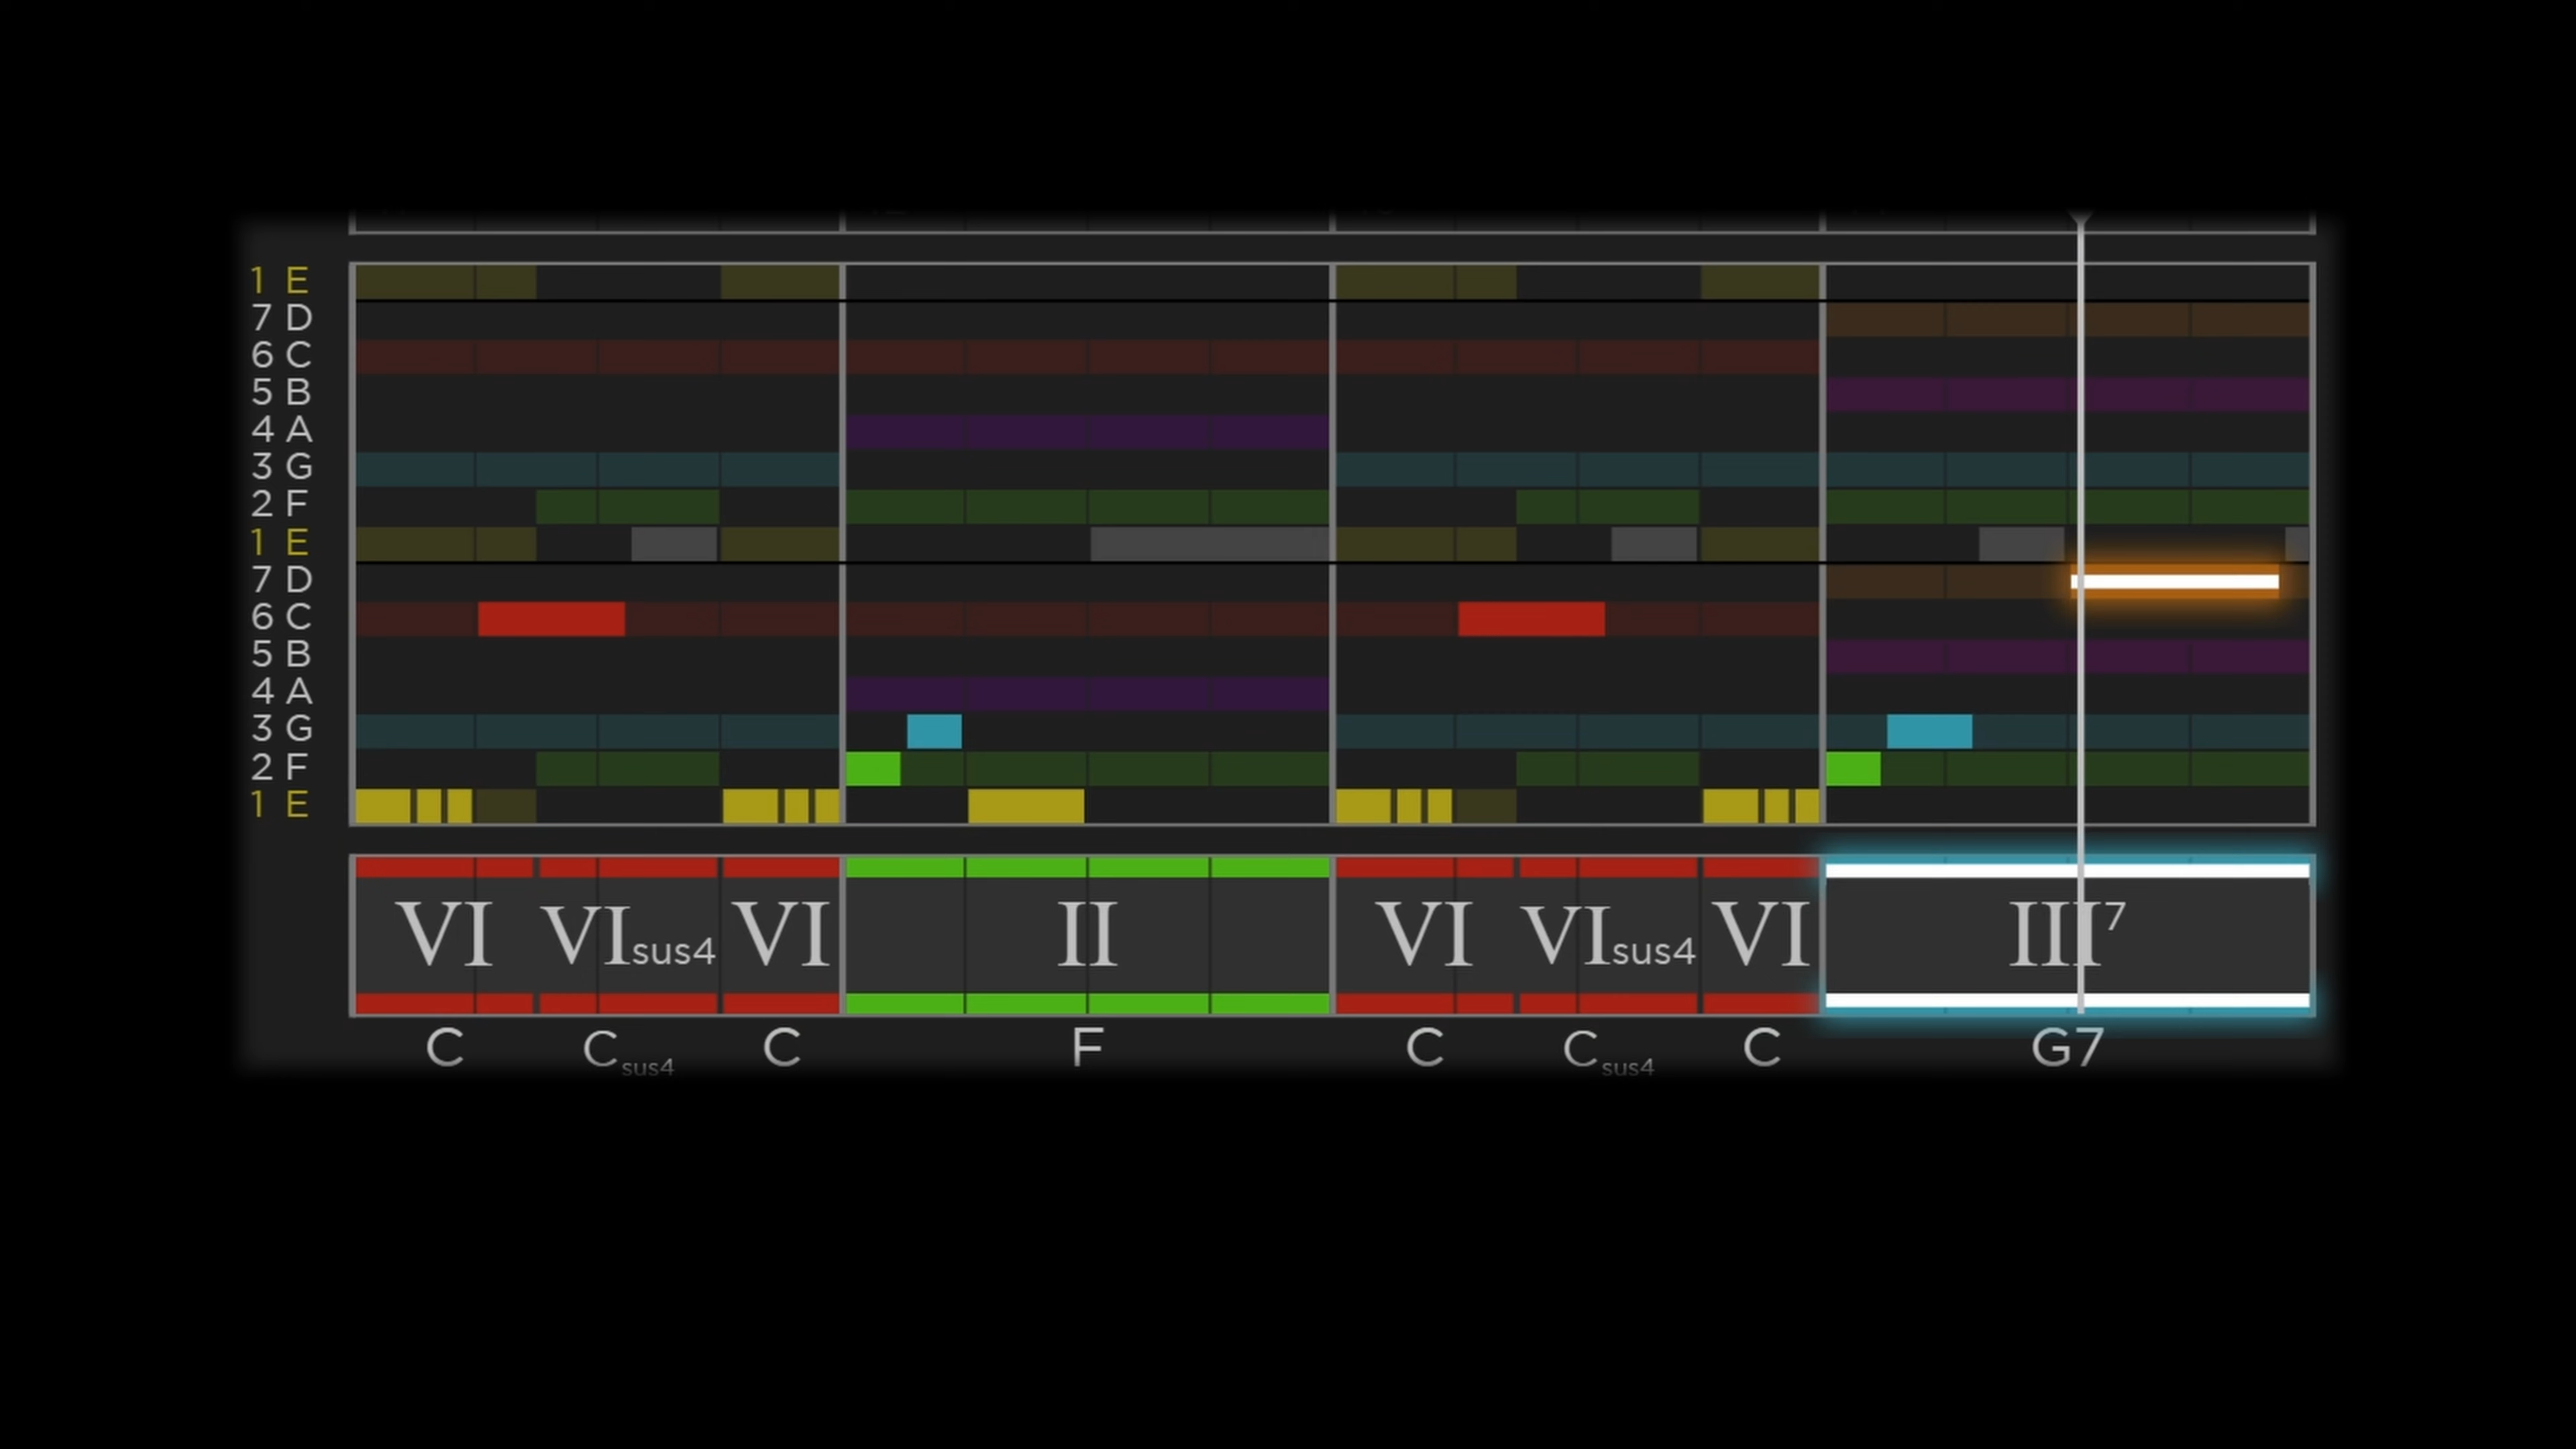 1 E
7 D
6 C
5 B
4 A
3 G
2 F
1 E
7 D
6 C
5 B
4 A
3 G
2 F
1 E
VI VIsus4 VI II VI VIsus4 VI III7
C Csus4 C F C Csus4 C G7